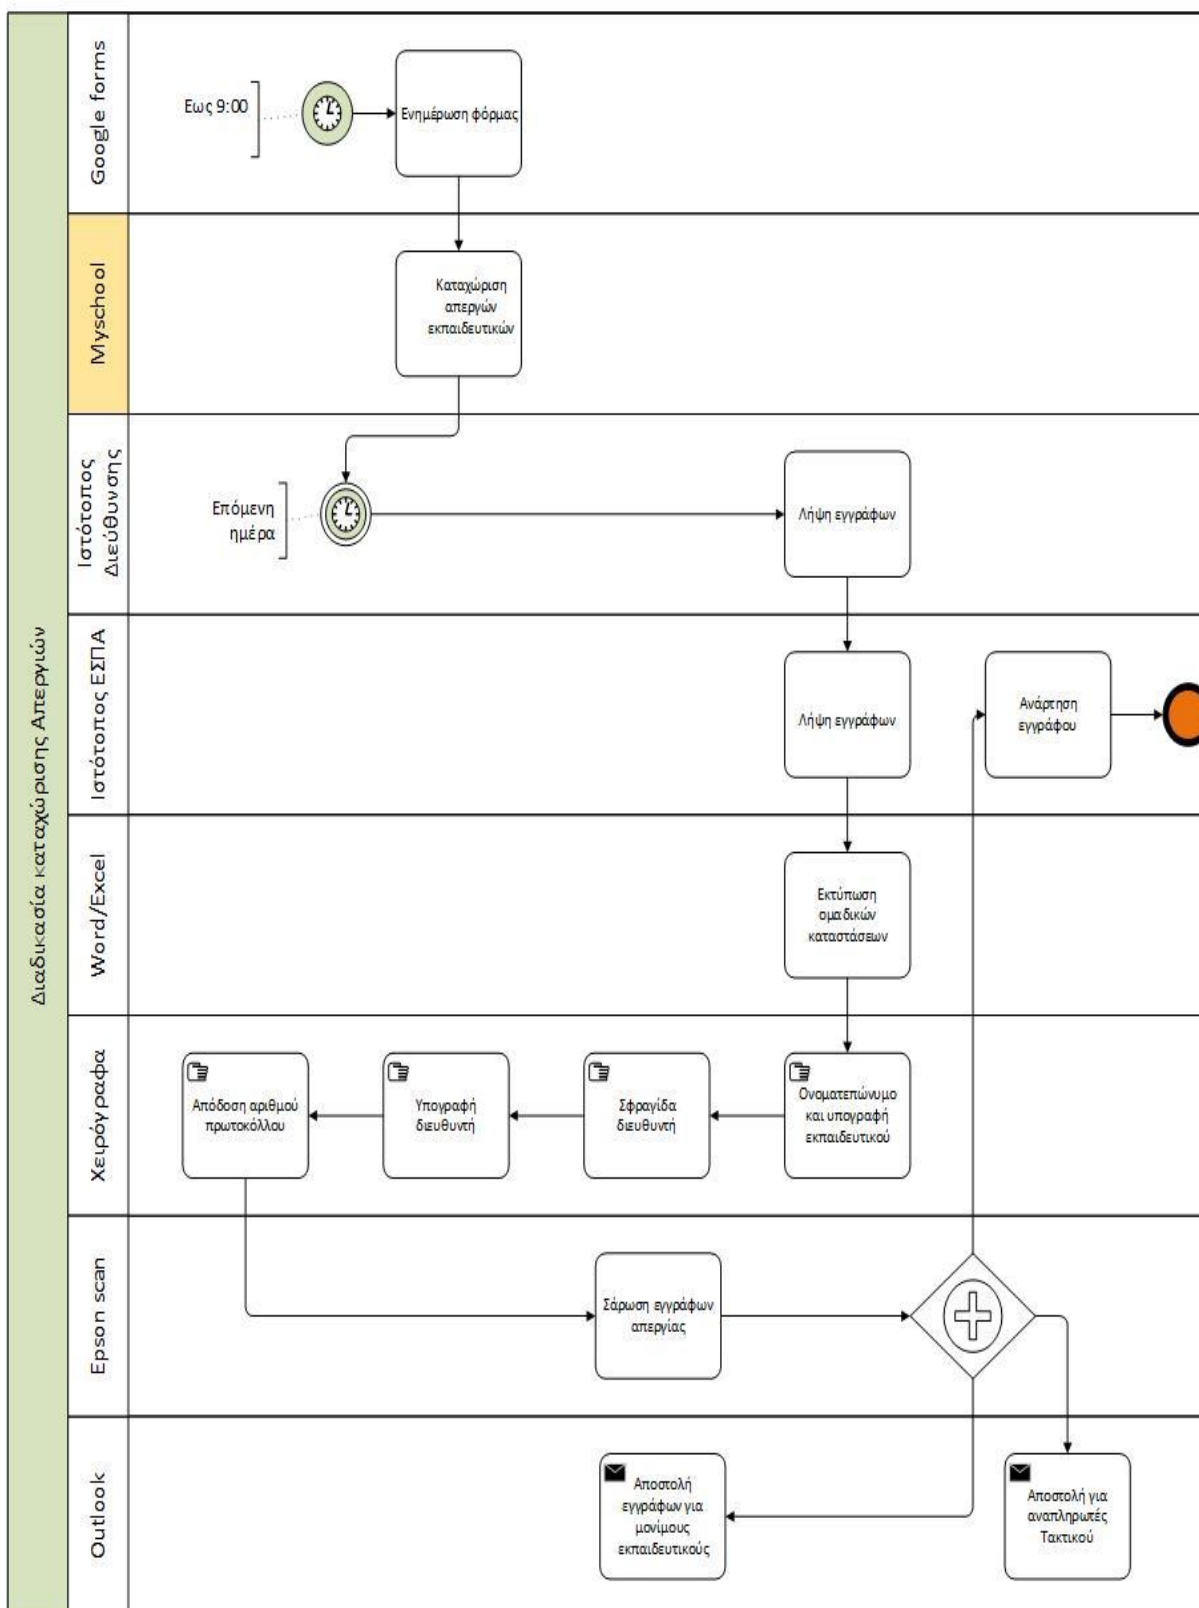 Διαδικασία καταχώρισης Απεργιών
Google forms
Εως 9:00
Ενημέρωση φόρμας
Myschool
Καταχώριση
απεργών
εκπαιδευτικών
Ιστότοπος
Διεύθυνσης
Επόμενη
ημέρα
Λήψη εγγράφων
Ιστότοπος ΕΣΠΑ
Λήψη εγγράφων
Ανάρτηση
εγγράφου
Word/Excel
Εκτύπωση
ομαδικών
καταστάσεων
Χειρόγραφα
Απόδοση αριθμού
πρωτοκόλλου
Υπογραφή
διευθυντή
Σφραγίδα
διευθυντή
Ονοματεπώνυμο
και υπογραφή
εκπαιδευτικού
Epson scan
Σάρωση εγγράφων
απεργίας
Outlook
Αποστολή
εγγράφων για
μονίμους
εκπαιδευτικούς
Αποστολή για
αναπληρωτές
Τακτικού